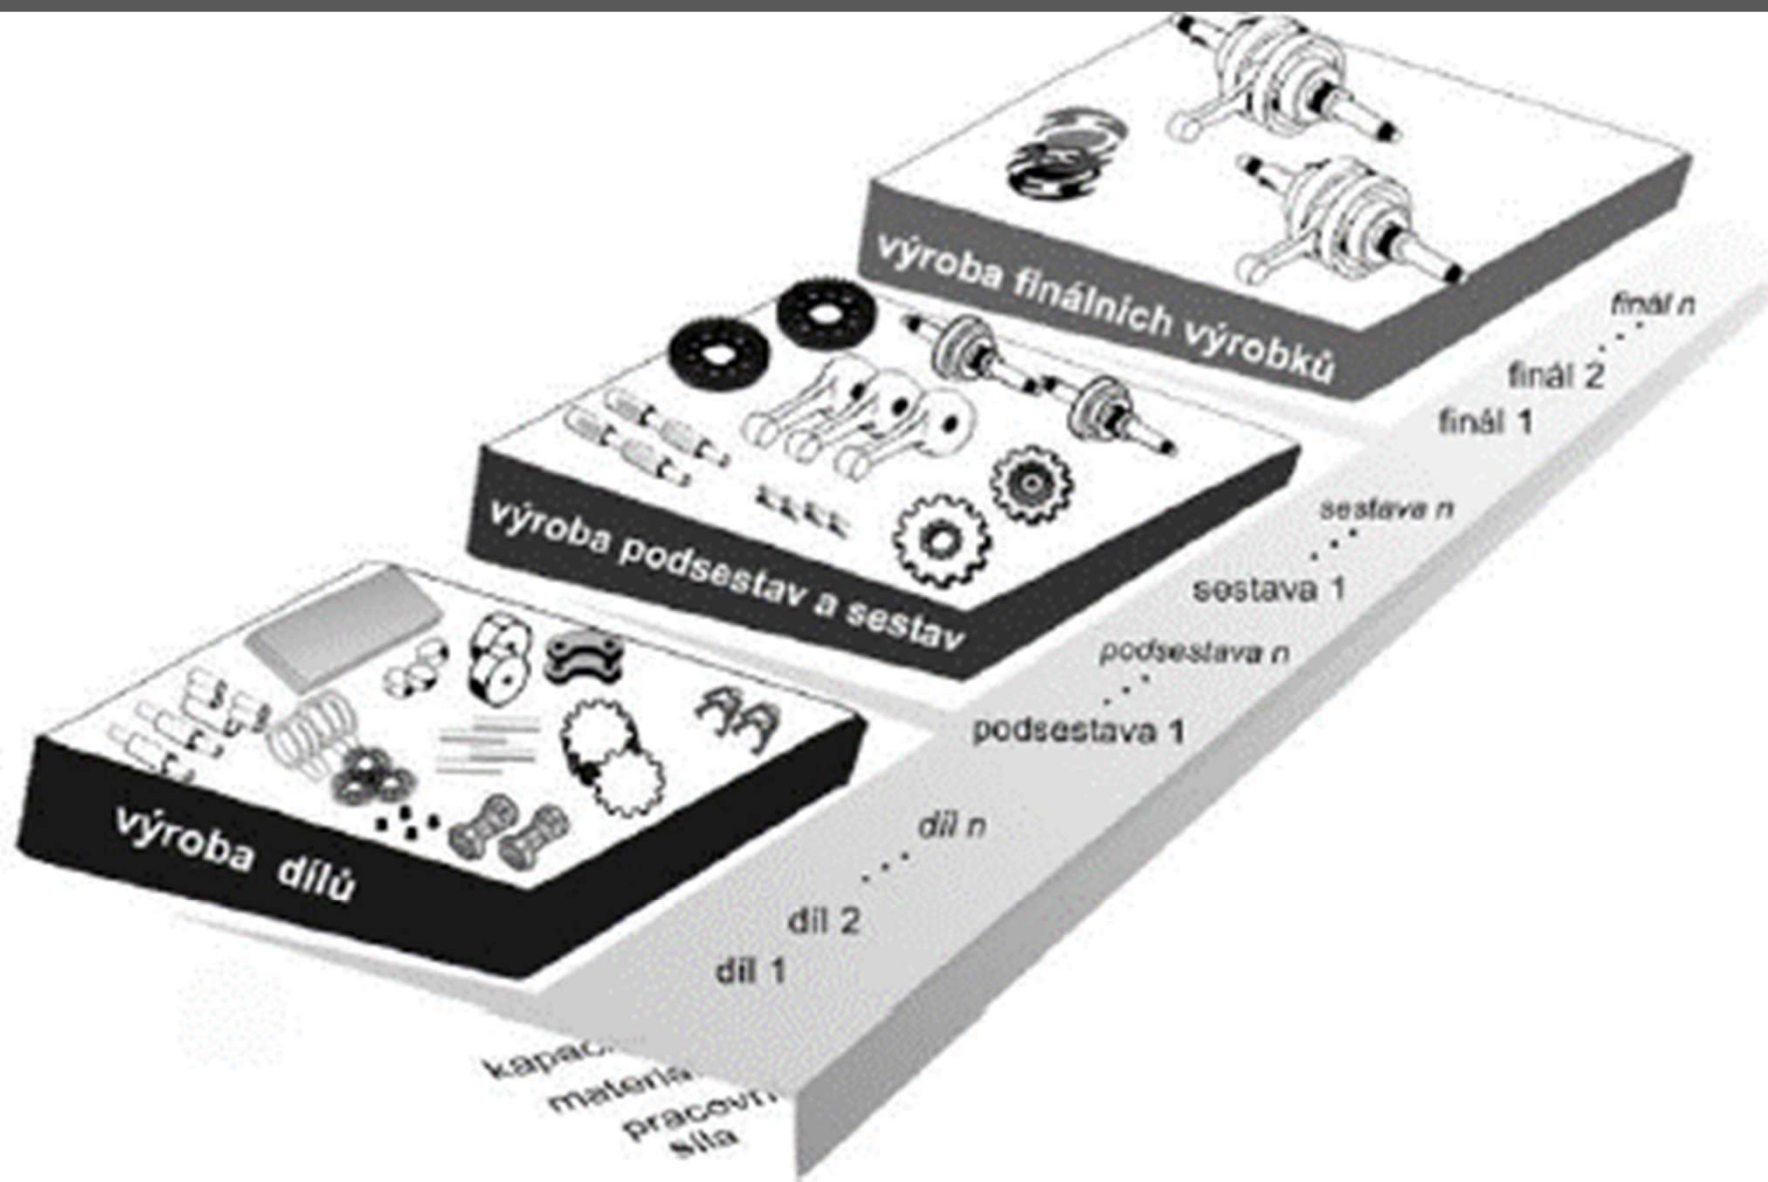 výroba finálních výrobků
finál n
finál 2
finál 1
výroba podsestav a sestav
sestava n
sestava 1
podsestava n
podsestava 1
výroba dílů
díl n
díl 2
díl 1
síla